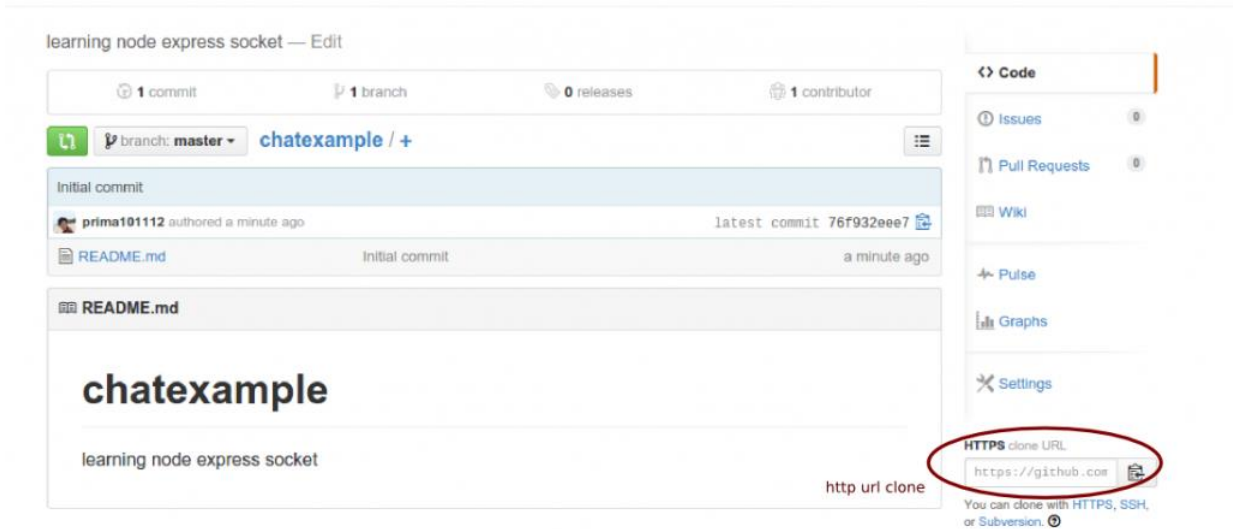 learning node express socket — Edit
1 commit
1 branch
0 releases
1 contributor
branch: master
chatexample / +
Initial commit
prima101112 authored a minute ago
latest commit 76f932eee7
README.md
Initial commit
a minute ago
README.md
chatexample
learning node express socket
http url clone
<> Code
Issues 0
Pull Requests 0
Wiki
Pulse
Graphs
Settings
HTTPS clone URL
https://github.com
You can clone with HTTPS, SSH,
or Subversion.